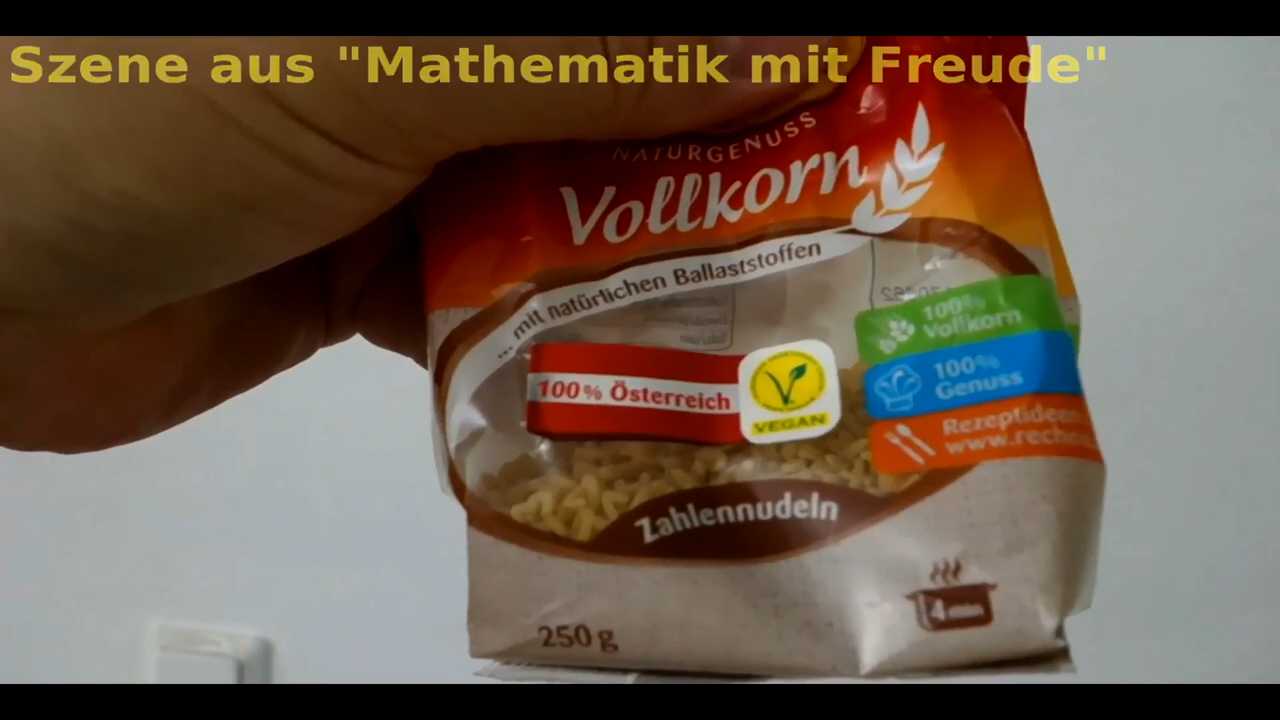 Szene aus "Mathematik mit Freude"
NATURGENUSS
Vollkorn
... mit natürlichen Ballaststoffen
100%
Vollkorn
100%
Genuss
Rezeptideen
100% Österreich
VEGAN
Zahlennudeln
4
250 g